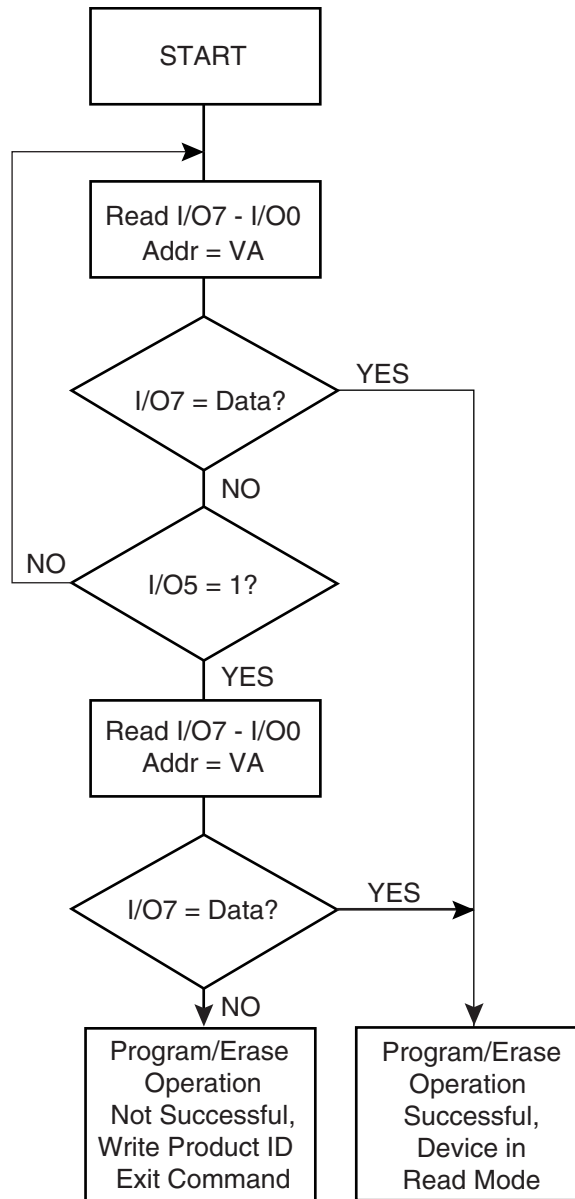 START
Read I/O7 - I/O0
Addr = VA
I/O7 = Data?
YES
NO
NO
I/O5 = 1?
YES
Read I/O7 - I/O0
Addr = VA
I/O7 = Data?
YES
NO
Program/Erase
Operation
Not Successful,
Write Product ID
Exit Command
Program/Erase
Operation
Successful,
Device in
Read Mode